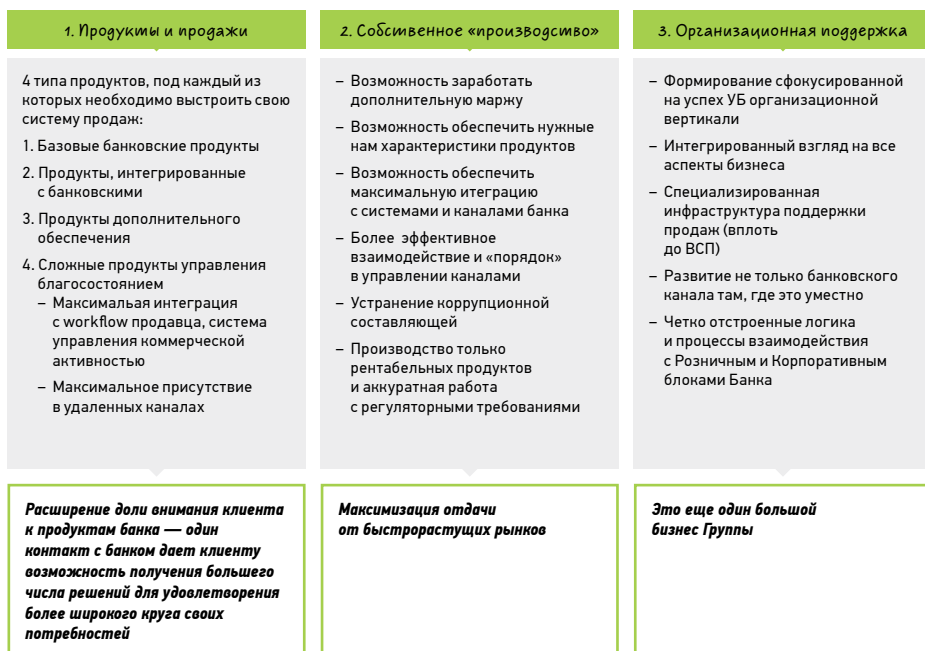 1. Продукты и продажи
4 типа продуктов, под каждый из
которых необходимо выстроить свою
систему продаж:
1. Базовые банковские продукты
2. Продукты, интегрированные
с банковскими
3. Продукты дополнительного
обеспечения
4. Сложные продукты управления
благосостоянием
– Максимальая интеграция
с workflow продавца, система
управления коммерческой
активностью
– Максимальное присутствие
в удаленных каналах
Расширение доли внимания клиента
к продуктам банка — один
контакт с банком дает клиенту
возможность получения большего
числа решений для удовлетворения
более широкого круга своих
потребностей
2. Собственное «производство»
– Возможность заработать
дополнительную маржу
– Возможность обеспечить нужные
нам характеристики продуктов
– Возможность обеспечить
максимальную итеграцию
с системами и каналами банка
– Более эффективное
взаимодействие и «порядок»
в управлении каналами
– Устранение коррупционной
составляющей
– Производство только
рентабельных продуктов
и аккуратная работа
с регуляторными требованиями
Максимизация отдачи
от быстрорастущих рынков
3. Организационная поддержка
– Формирование сфокусированной
на успех УБ организационной
вертикали
– Интегрированный взгляд на все
аспекты бизнеса
– Специализированная
инфраструктура поддержки
продаж (вплоть
до ВСП)
– Развитие не только банковского
канала там, где это уместно
– Четко отстроенные логика
и процессы взаимодействия
с Розничным и Корпоративным
блоками Банка
Это еще один большой
бизнес Группы